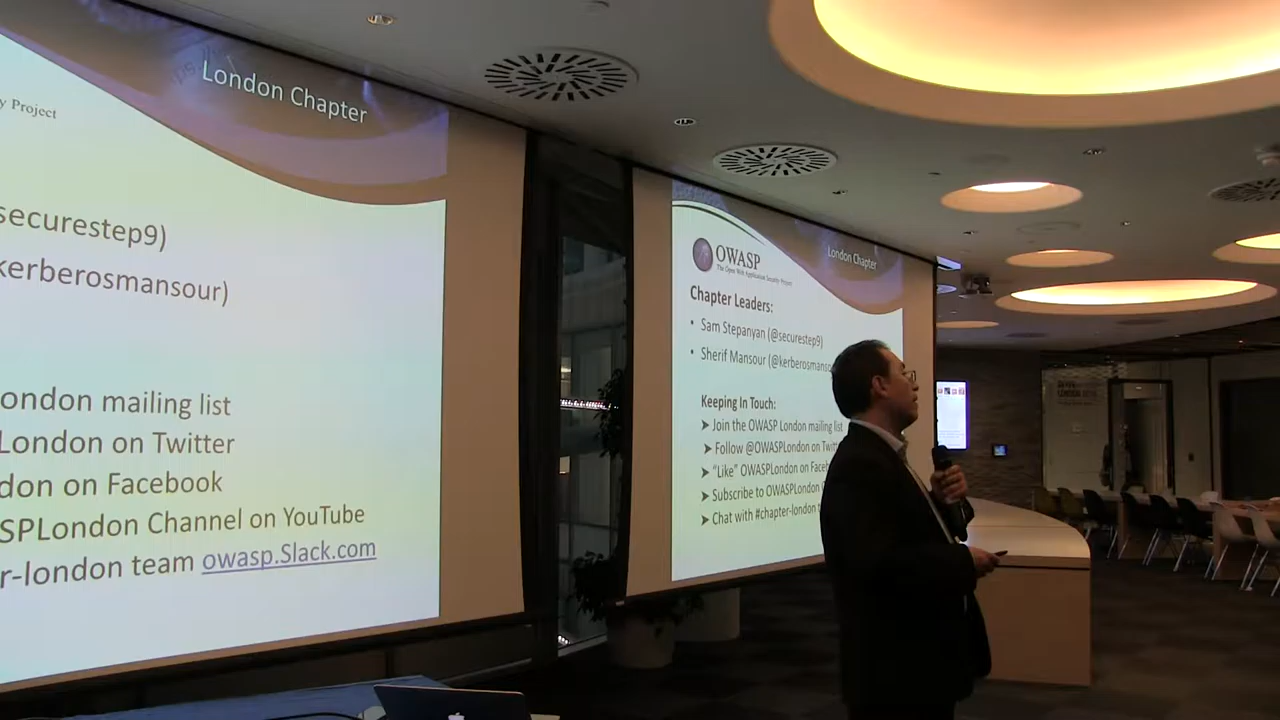 London Chapter
y Project
securestep9)
kerberosmansour)
ondon mailing list
London on Twitter
don on Facebook
SPLondon Channel on YouTube
r-london team owasp.Slack.com
OWASP
The Open Web Application Security Project
London Chapter
Chapter Leaders:
• Sam Stepanyan (@securestep9)
• Sherif Mansour (@kerberosmanso
Keeping In Touch:
➤ Join the OWASP London mailing list
➤ Follow @OWASPLondon on Twitt
➤ "Like" OWASPLondon on Faceb
➤ Subscribe to OWASPLondon
➤ Chat with #chapter-london t